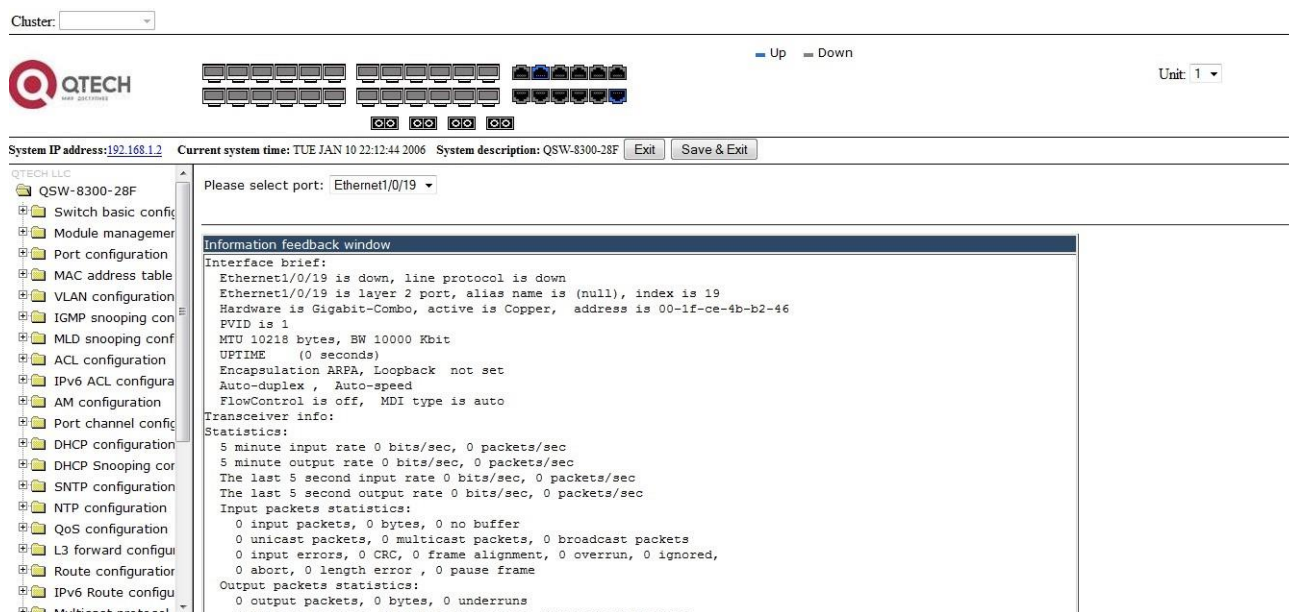 Cluster:
Up Down
QTECH
МИР ДОСТУПНЕЕ
Unit: 1
System IP address:192.168.1.2 Current system time: TUE JAN 10 22:12:44 2006 System description: QSW-8300-28F Exit Save & Exit
QTECH LLC
QSW-8300-28F
Switch basic config
Module managemer
Port configuration
MAC address table
VLAN configuration
IGMP snooping con
MLD snooping conf
ACL configuration
IPv6 ACL configura
AM configuration
Port channel config
DHCP configuration
DHCP Snooping cor
SNTP configuration
NTP configuration
QoS configuration
L3 forward configur
Route configuration
IPv6 Route configu
Multicast protocol
Please select port: Ethernet1/0/19
Information feedback window
Interface brief:
Ethernet1/0/19 is down, line protocol is down
Ethernet1/0/19 is layer 2 port, alias name is (null), index is 19
Hardware is Gigabit-Combo, active is Copper, address is 00-1f-ce-4b-b2-46
PVID is 1
MTU 10218 bytes, BW 10000 Kbit
UPTIME (0 seconds)
Encapsulation ARPA, Loopback not set
Auto-duplex , Auto-speed
FlowControl is off, MDI type is auto
Transceiver info:
Statistics:
5 minute input rate 0 bits/sec, 0 packets/sec
5 minute output rate 0 bits/sec, 0 packets/sec
The last 5 second input rate 0 bits/sec, 0 packets/sec
The last 5 second output rate 0 bits/sec, 0 packets/sec
Input packets statistics:
0 input packets, 0 bytes, 0 no buffer
0 unicast packets, 0 multicast packets, 0 broadcast packets
0 input errors, 0 CRC, 0 frame alignment, 0 overrun, 0 ignored,
0 abort, 0 length error , 0 pause frame
Output packets statistics:
0 output packets, 0 bytes, 0 underruns